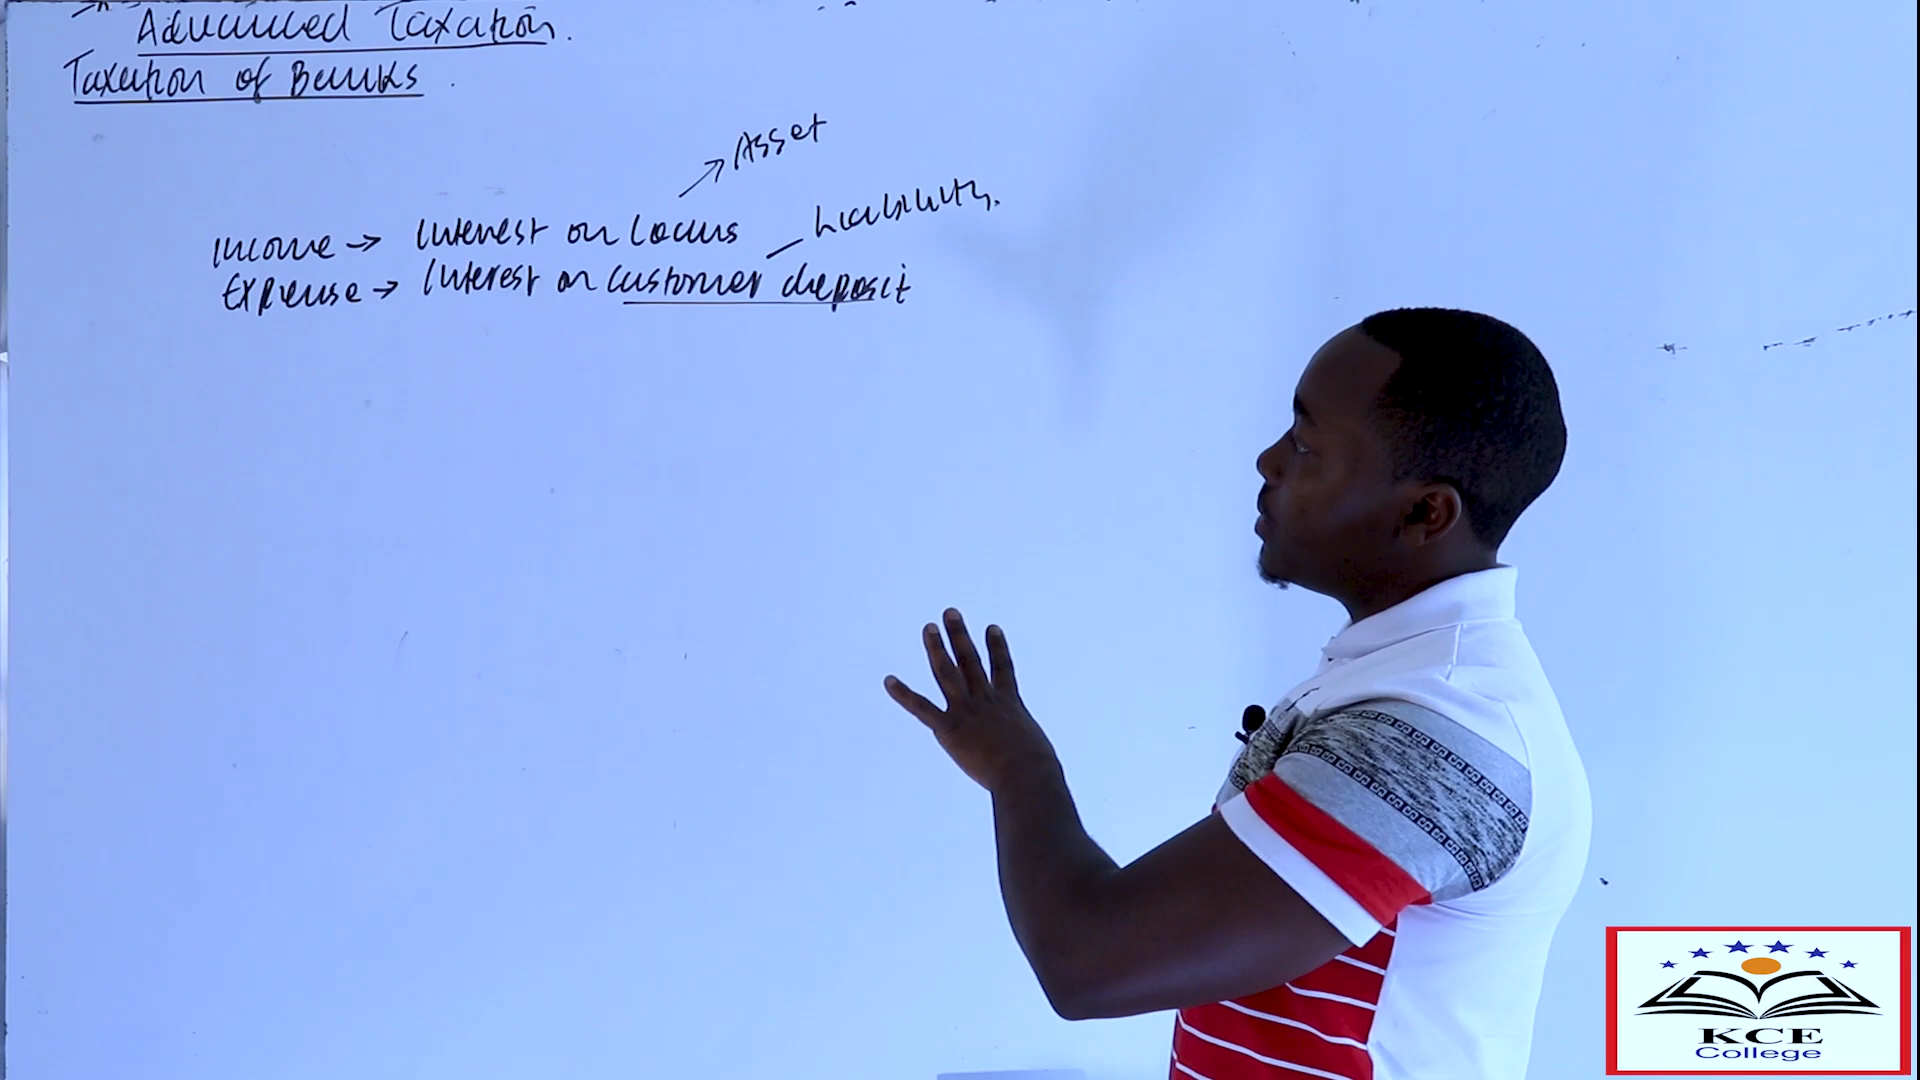 Advanced Taxation.
Taxation of Banks.
Asset
Liability.
Income → Interest on Loans
Expense → Interest on customer deposit
KCE
College